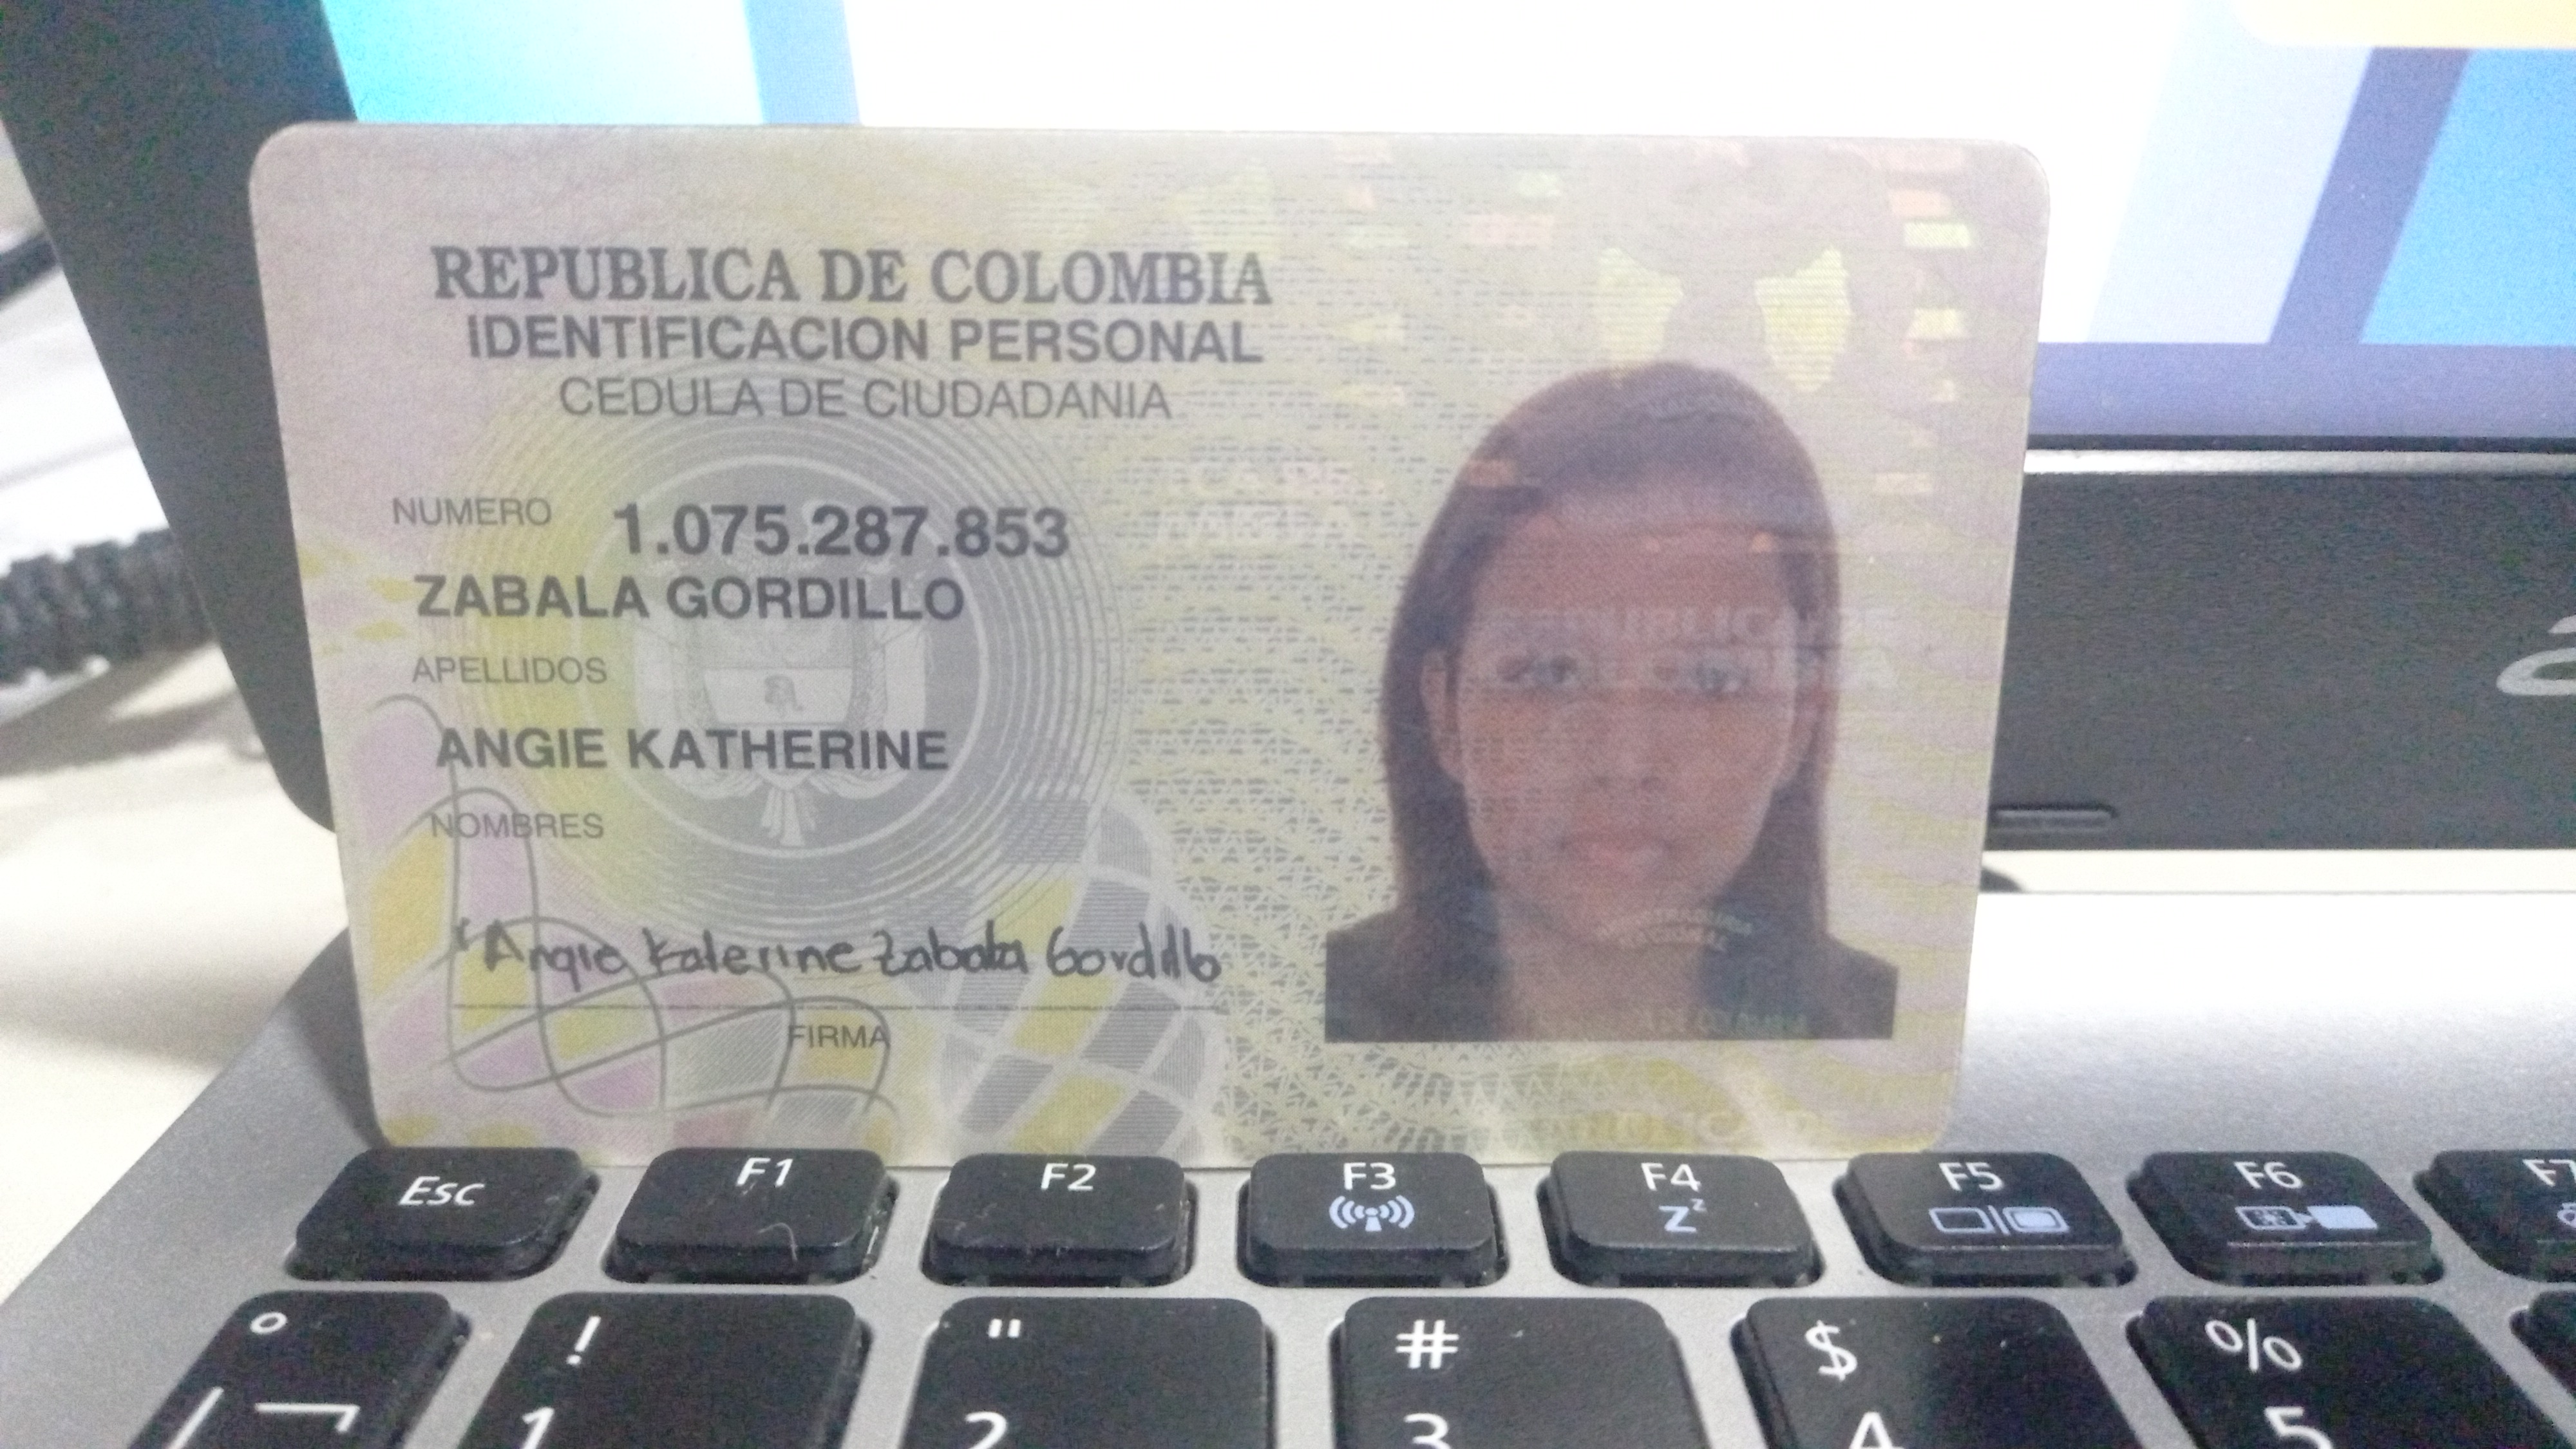 REPUBLICA DE COLOMBIA
IDENTIFICACION PERSONAL
CEDULA DE CIUDADANIA
NUMERO 1.075.287.853
ZABALA GORDILLO
APELLIDOS
ANGIE KATHERINE
NOMBRES
Angie Katerine Zabala Gordillo
FIRMA
Esc F1 F2 F3 F4 F5 F6 F7
° ! " # $ %
| ¬ 1 2 3 4 5